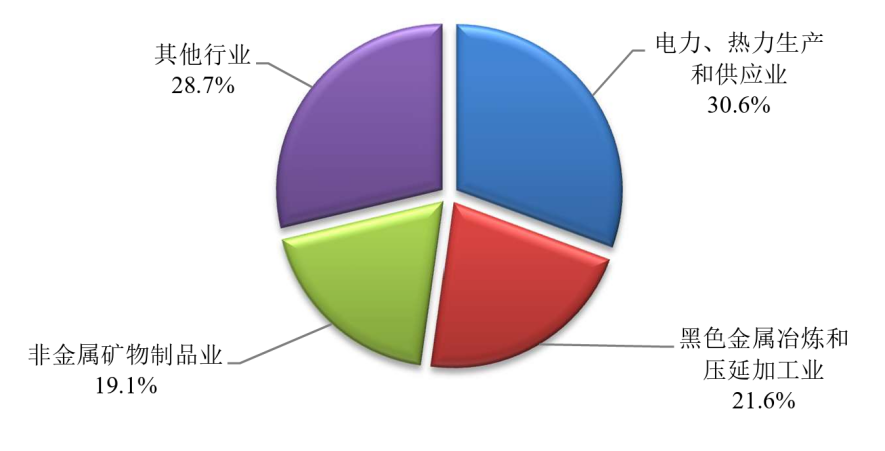 其他行业
28.7%
电力、热力生产
和供应业
30.6%
非金属矿物制品业
19.1%
黑色金属冶炼和
压延加工业
21.6%